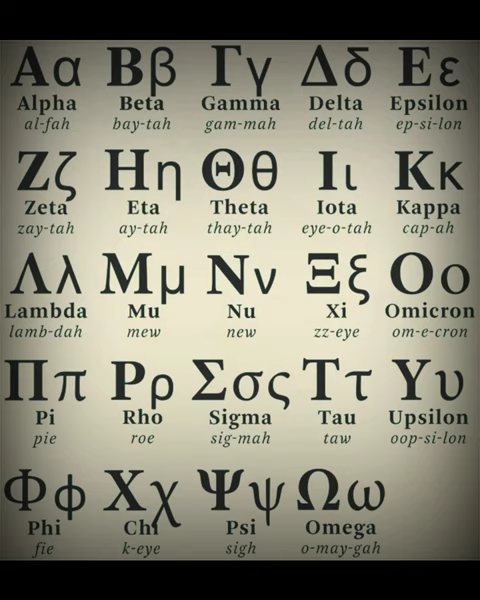 Αα Ββ Γγ Δδ Εε
Alpha Beta Gamma Delta Epsilon
al-fah bay-tah gam-mah del-tah ep-si-lon
Ζζ Ηη Θθ Ιι Κκ
Zeta Eta Theta Iota Kappa
zay-tah ay-tah thay-tah eye-o-tah cap-ah
Λλ Μμ Νν Ξξ Οο
Lambda Mu Nu Xi Omicron
lamb-dah mew new zz-eye om-e-cron
Ππ Ρρ Σσς Ττ Υυ
Pi Rho Sigma Tau Upsilon
pie roe sig-mah taw oop-si-lon
Φϕ Χχ Ψψ Ωω
Phi Chi Psi Omega
fie k-eye sigh o-may-gah